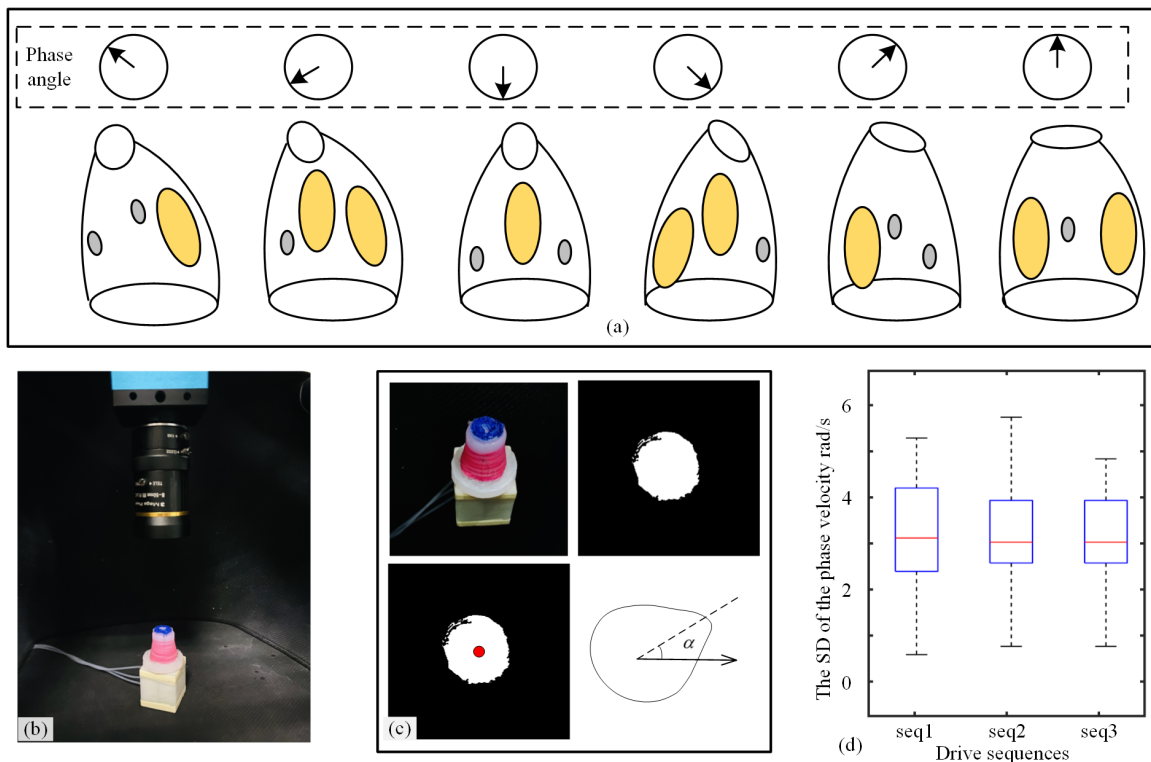 Phase
angle
(a)
(b)
(c)
α
The SD of the phase velocity rad/s
6
4
2
0
seq1 seq2 seq3
(d) Drive sequences